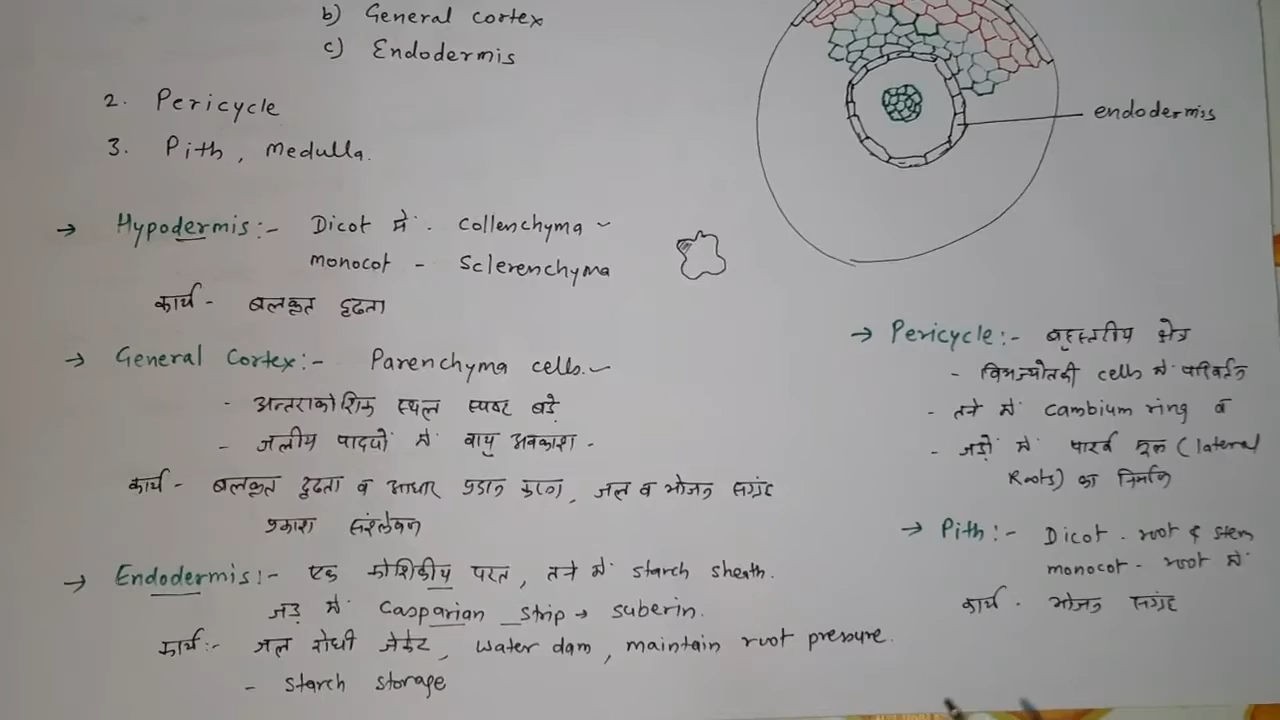 b) General cortex
c) Endodermis
2. Pericycle
3. Pith, Medulla.
endodermis
→ Hypodermis:- Dicot में. Collenchyma -
monocot - Sclerenchyma
कार्य - बलकृत दृढता
→ General Cortex:- Parenchyma cells. -
- अन्तराकोशिक स्थल स्पष्ट बड़े
- जलीय पादपों में वायु अवकाश -
कार्य - बलकृत दृढता व आधार प्रदान करना, जल व भोजन संग्रह
प्रकाश संश्लेषण
→ Endodermis:- एक कोशिकीय परत, तने में starch sheath.
जड़ में Casparian strip → suberin.
कार्य:- जल रोधी जेकेट, water dam, maintain root pressure.
- starch storage
→ Pericycle:- बहुस्तरीय क्षेत्र
- विभज्योतकी cells में परिवर्तन
- तने में cambium ring व
- जड़ों में पार्श्व मूल (lateral
Roots) का निर्माण
→ Pith:- Dicot - root & stem
monocot - root में
कार्य - भोजन संग्रह